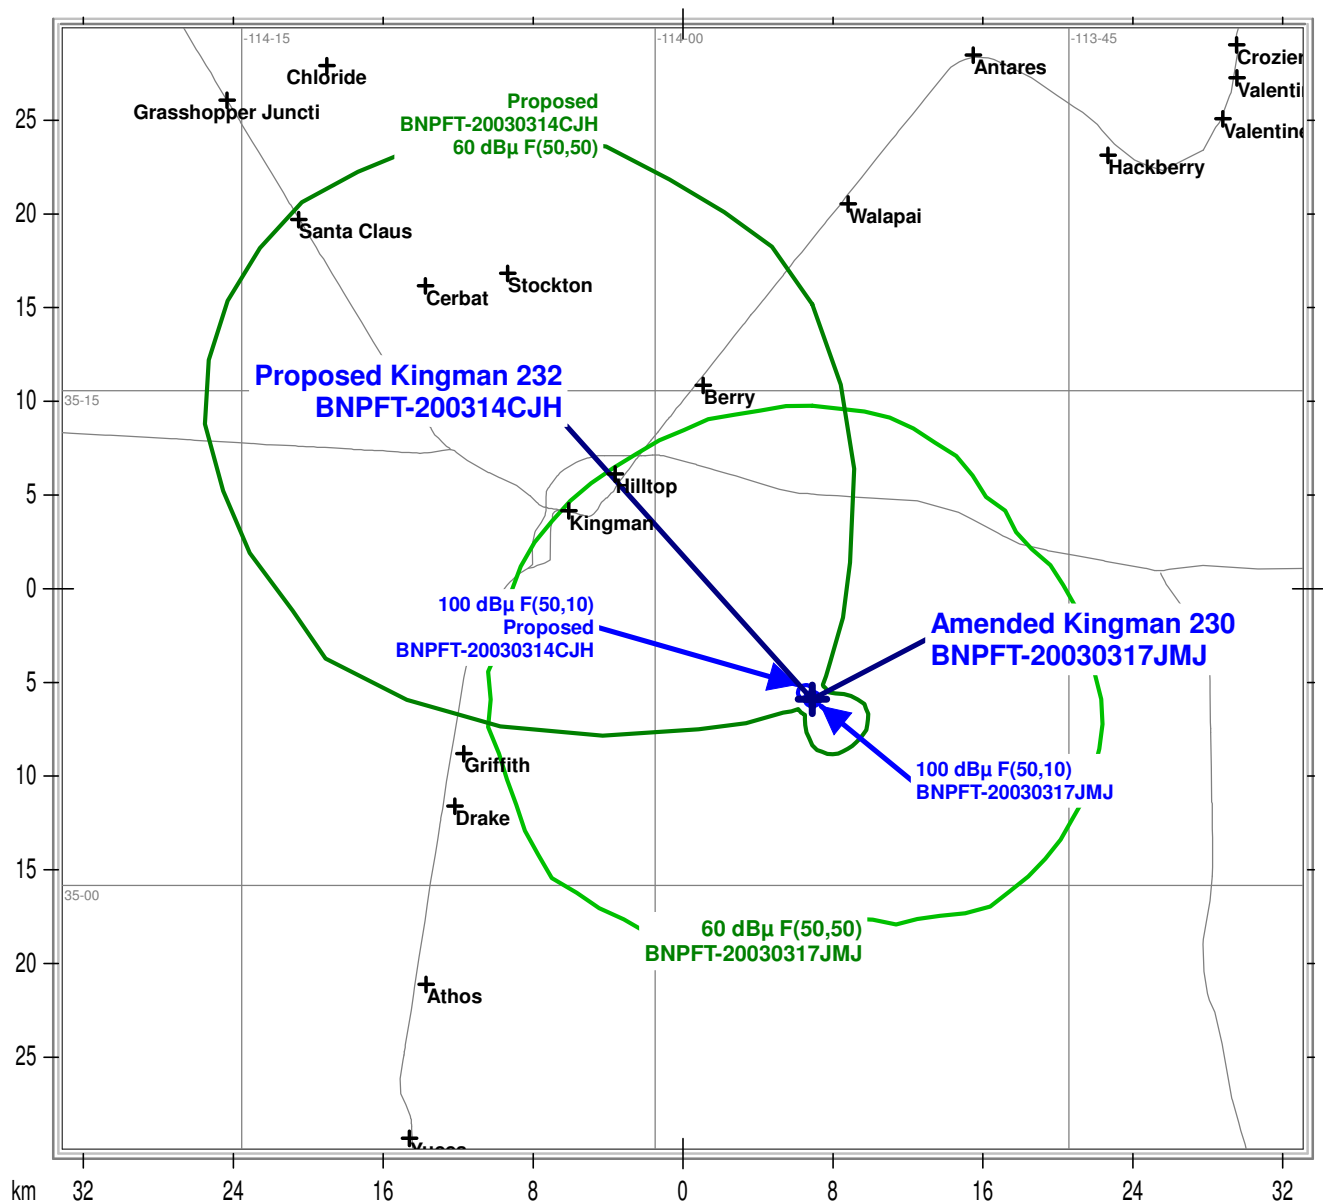 -114-15
-114-00
-113-45
Chloride
Grasshopper Juncti
Proposed
BNPFT-20030314CJH
60 dBµ F(50,50)
Antares
Crozier
Valenti
Valentine
Hackberry
Walapai
Santa Claus
Cerbat
Stockton
Proposed Kingman 232
BNPFT-200314CJH
35-15
Berry
Hilltop
Kingman
100 dBµ F(50,10)
Proposed
BNPFT-20030314CJH
Amended Kingman 230
BNPFT-20030317JMJ
100 dBµ F(50,10)
BNPFT-20030317JMJ
Griffith
Drake
35-00
60 dBµ F(50,50)
BNPFT-20030317JMJ
Athos
25
20
15
10
5
0
5
10
15
20
25
km 32 24 16 8 0 8 16 24 32